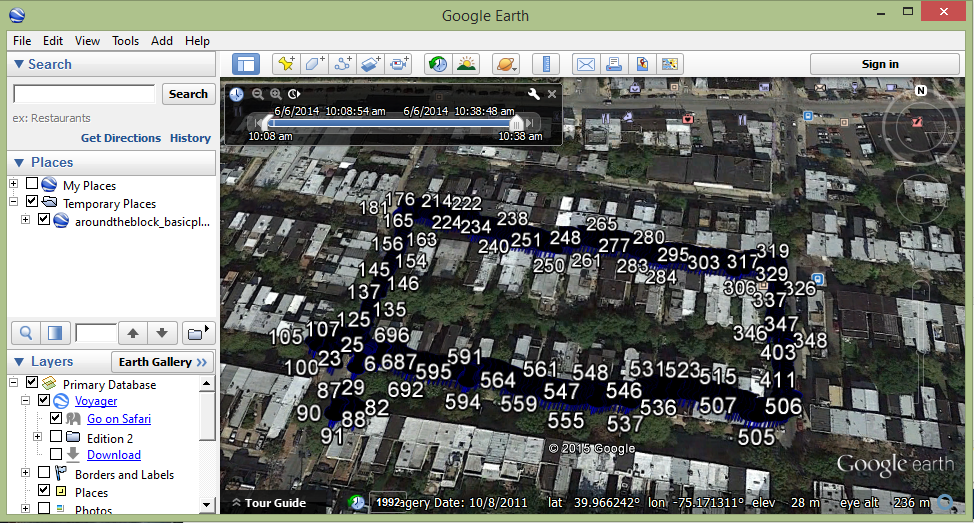 Google Earth
File Edit View Tools Add Help
Search
Search
ex: Restaurants
Get Directions History
Places
My Places
Temporary Places
aroundtheblock_basicpl...
Layers
Earth Gallery >>
Primary Database
Voyager
Go on Safari
Edition 2
Download
Borders and Labels
Places
Photos
Sign in
6/6/2014 10:08:54 am 6/6/2014 10:38:48 am
10:08 am 10:38 am
N
181 176 214 222
165 224 234 238 265
156 163 240 251 248 277 280
145 154 250 261 283 295 303 317 319
137 146 284 306 329 326
135 337
105 107 125 696 346 347 348
100 23 25 687 591 403
87 29 692 595 564 561 548 531 523 515 411
90 82 594 559 547 546 536 507 506
91 88 555 537 505
© 2015 Google
Google earth
Tour Guide 1992 agery Date: 10/8/2011 lat 39.966242° lon -75.171311° elev 28 m eye alt 236 m